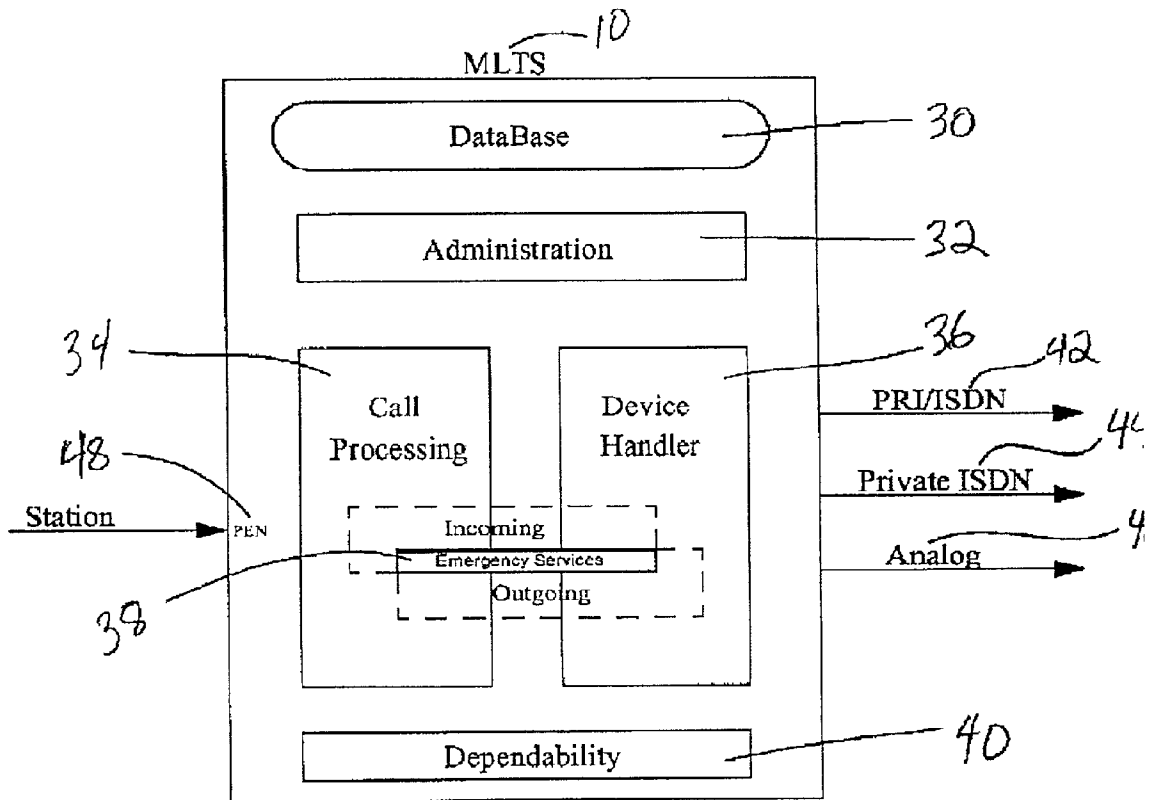 10
MLTS
DataBase
30
Administration
32
34
36
42
PRI/ISDN
Call
Processing
Device
Handler
48
44
Private ISDN
Station
PEN
Incoming
Emergency Services
Outgoing
Analog
38
Dependability
40